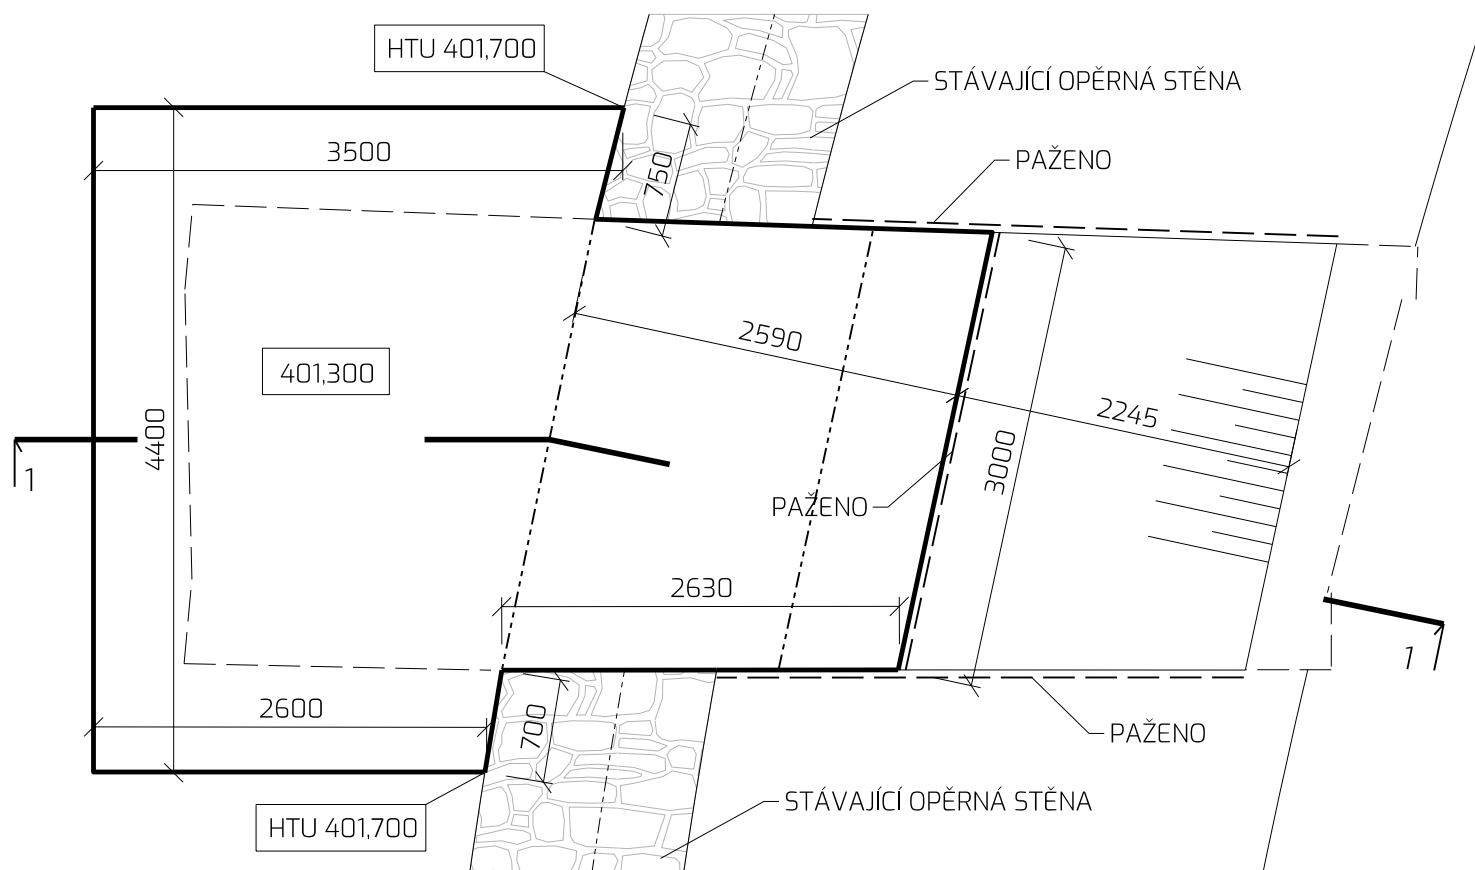 HTU 401,700
STÁVAJÍCÍ OPĚRNÁ STĚNA
3500
750
PAŽENO
2590
401,300
2245
4400
3000
1
PAŽENO
2630
1
2600
700
PAŽENO
STÁVAJÍCÍ OPĚRNÁ STĚNA
HTU 401,700